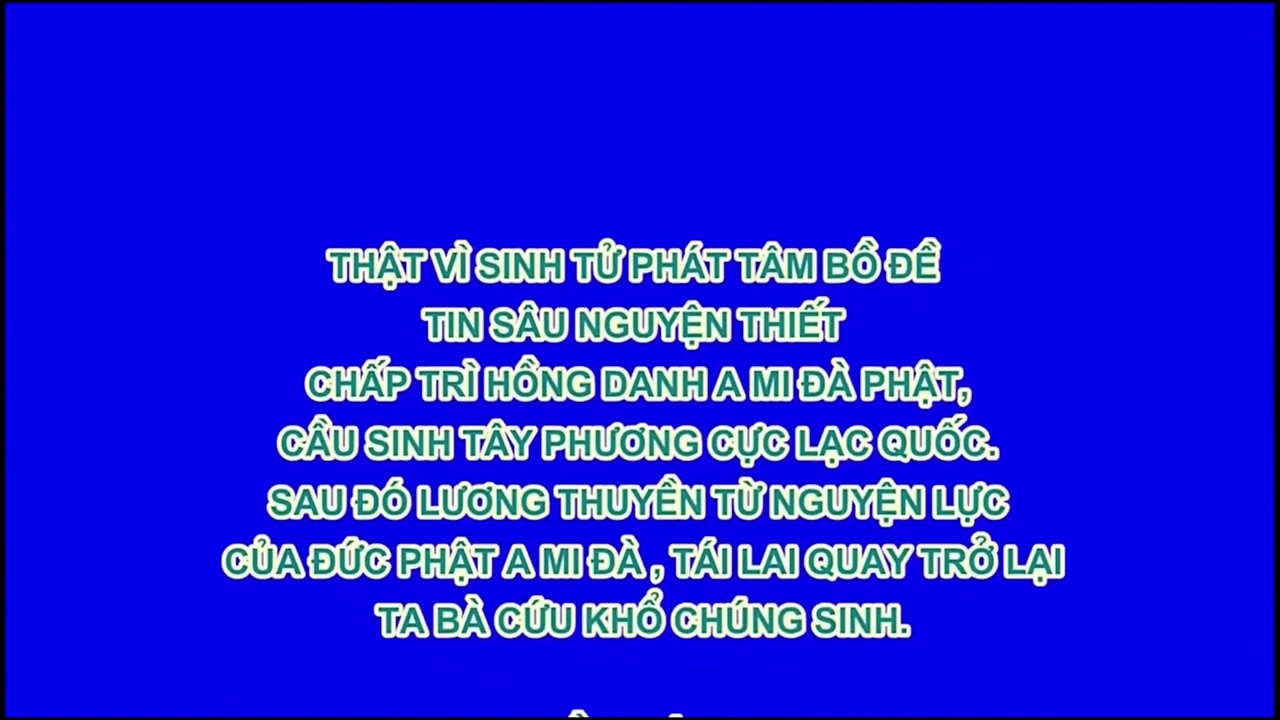 THẬT VÌ SINH TỬ PHÁT TÂM BỒ ĐỀ
TIN SÂU NGUYỆN THIẾT
CHẤP TRÌ HỒNG DANH A MI ĐÀ PHẬT,
CẦU SINH TÂY PHƯƠNG CỰC LẠC QUỐC.
SAU ĐÓ LƯƠNG THUYỀN TỪ NGUYỆN LỰC
CỦA ĐỨC PHẬT A MI ĐÀ , TÁI LAI QUAY TRỞ LẠI
TA BÀ CỨU KHỔ CHÚNG SINH.